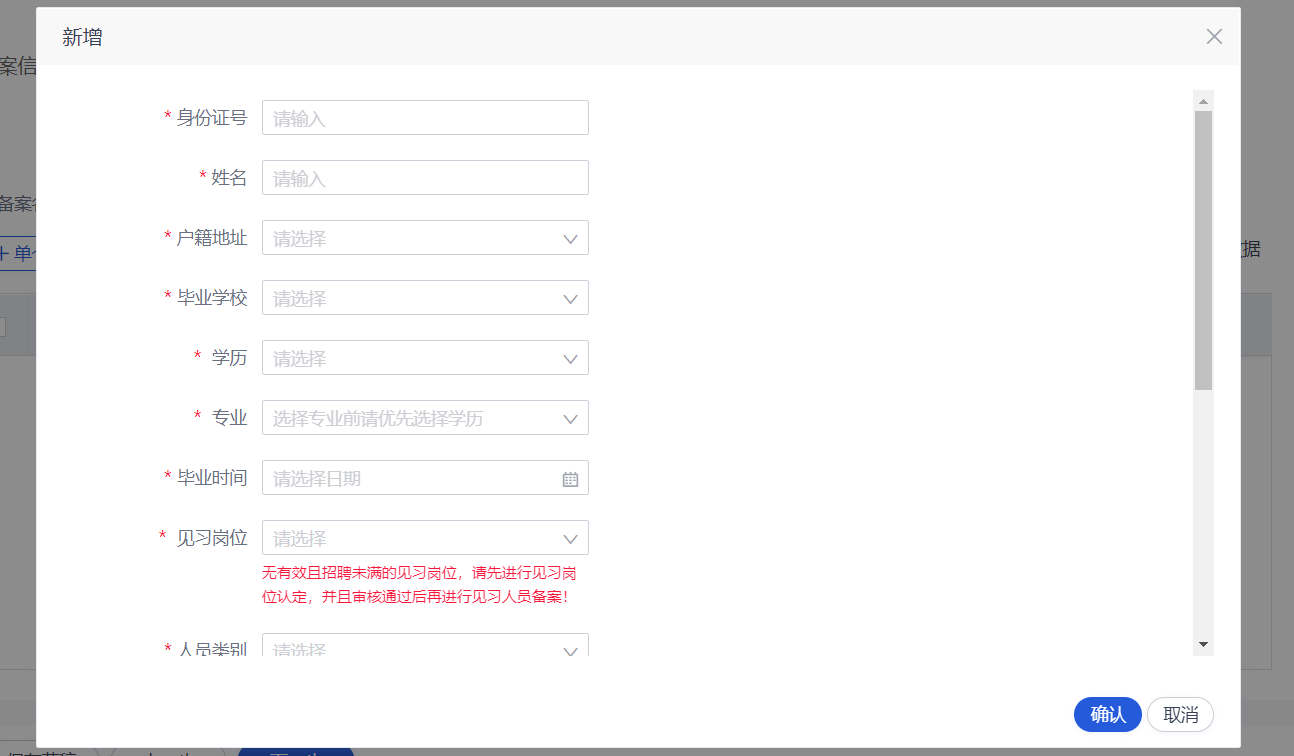 新增
案信
* 身份证号 请输入
* 姓名 请输入
* 户籍地址 请选择
备案
+ 单个
据
* 毕业学校 请选择
* 学历 请选择
* 专业 选择专业前请优先选择学历
* 毕业时间 请选择日期
* 见习岗位 请选择
无有效且招聘未满的见习岗位，请先进行见习岗
位认定，并且审核通过后再进行见习人员备案！
* 人员类别 请选择
确认 取消